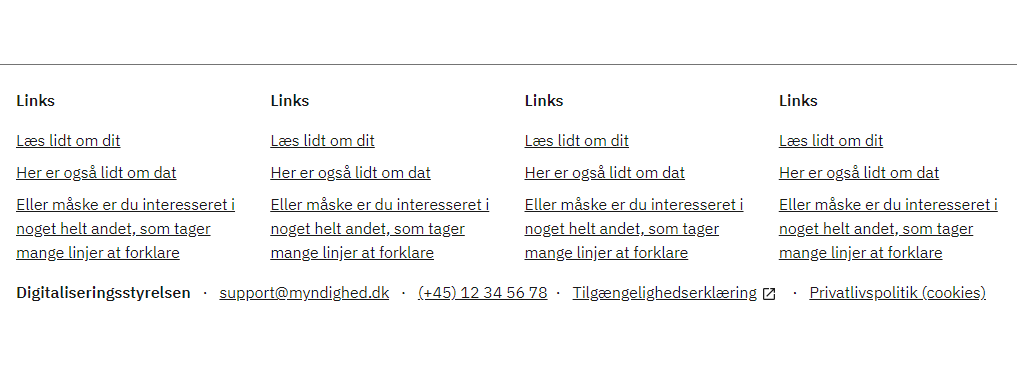 Links
Læs lidt om dit
Her er også lidt om dat
Eller måske er du interesseret i
noget helt andet, som tager
mange linjer at forklare
Links
Læs lidt om dit
Her er også lidt om dat
Eller måske er du interesseret i
noget helt andet, som tager
mange linjer at forklare
Links
Læs lidt om dit
Her er også lidt om dat
Eller måske er du interesseret i
noget helt andet, som tager
mange linjer at forklare
Links
Læs lidt om dit
Her er også lidt om dat
Eller måske er du interesseret i
noget helt andet, som tager
mange linjer at forklare
Digitaliseringsstyrelsen · support@myndighed.dk · (+45) 12 34 56 78 · Tilgængelighedserklæring · Privatlivspolitik (cookies)